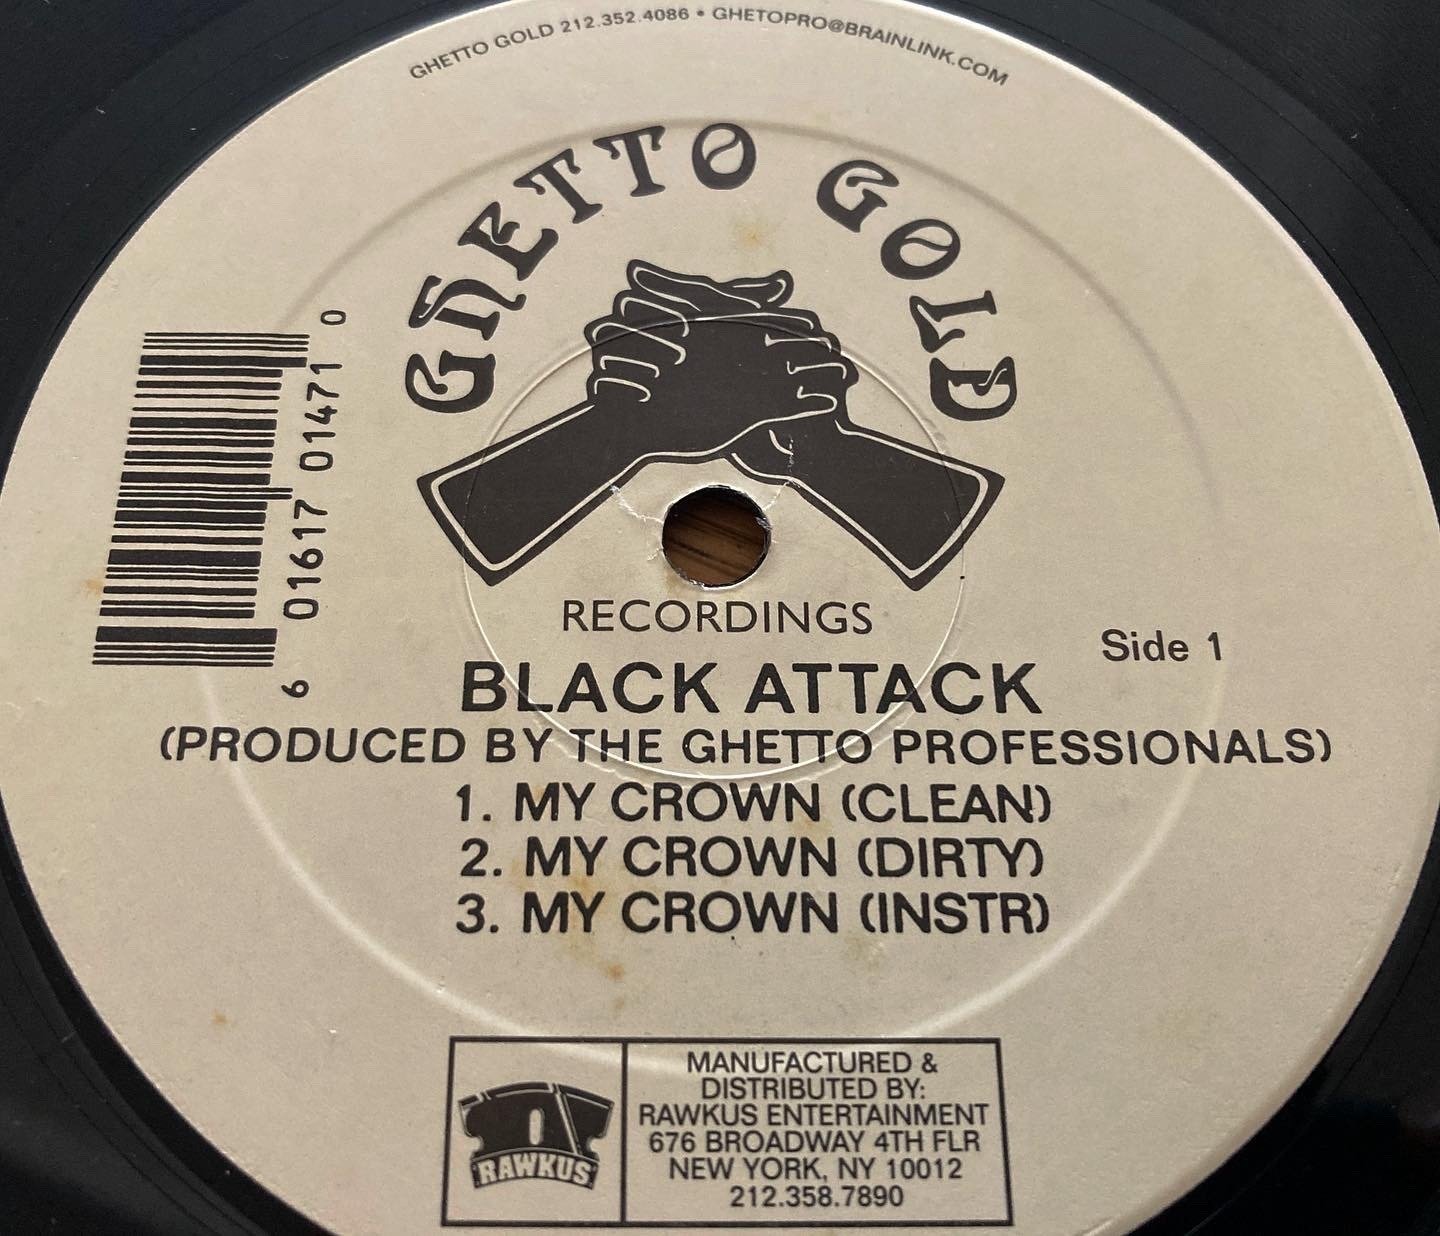 GHETTO GOLD 212.352.4086 • GHETOPRO@BRAINLINK.COM
GHETTO GOLD
6 01617 01471 0
RECORDINGS
Side 1
BLACK ATTACK
(PRODUCED BY THE GHETTO PROFESSIONALS)
1. MY CROWN (CLEAN)
2. MY CROWN (DIRTY)
3. MY CROWN (INSTR)
RAWKUS
MANUFACTURED &
DISTRIBUTED BY:
RAWKUS ENTERTAINMENT
676 BROADWAY 4TH FLR
NEW YORK, NY 10012
212.358.7890